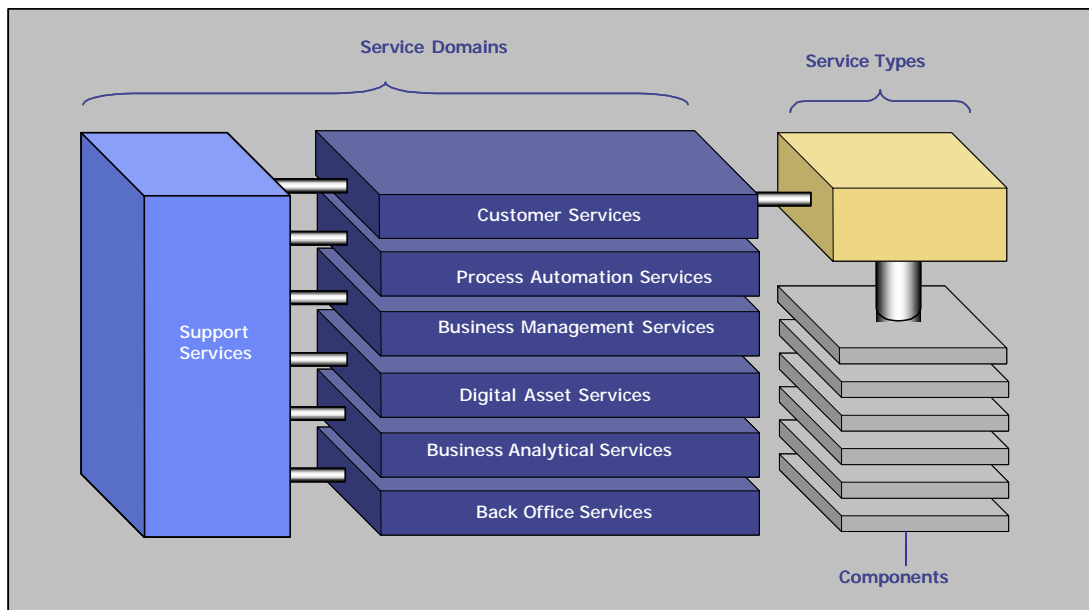 Service Domains
Service Types
Customer Services
Process Automation Services
Business Management Services
Support
Services
Digital Asset Services
Business Analytical Services
Back Office Services
Components